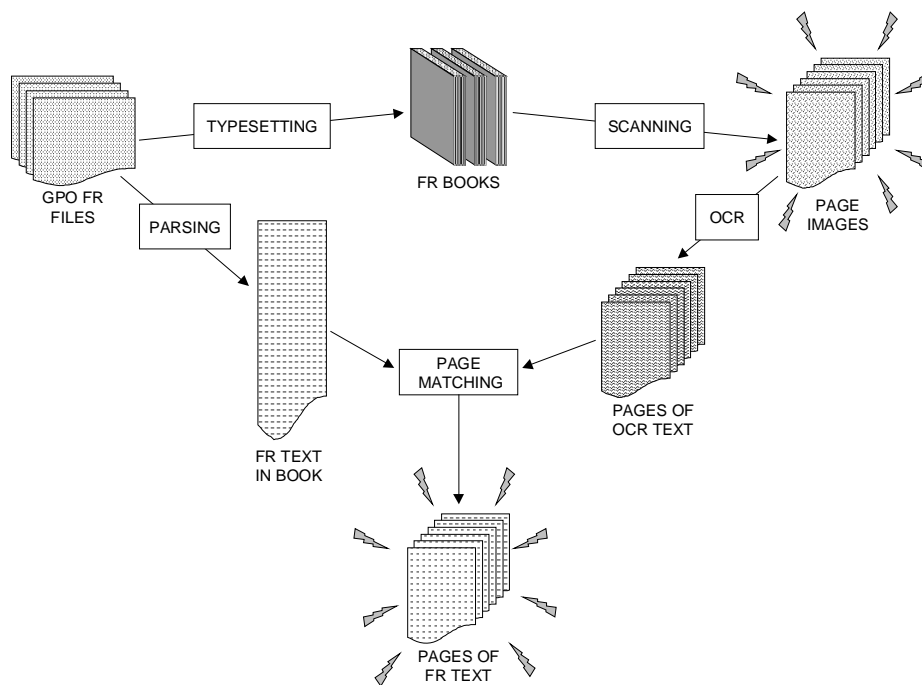 TYPESETTING
SCANNING
FR BOOKS
GPO FR
FILES
PAGE
IMAGES
PARSING
OCR
PAGE
MATCHING
PAGES OF
OCR TEXT
FR TEXT
IN BOOK
PAGES OF
FR TEXT